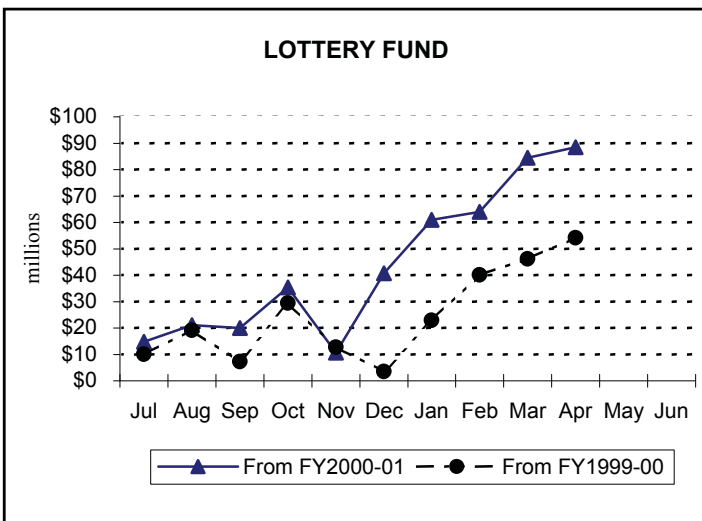 LOTTERY FUND
millions
$100
$90
$80
$70
$60
$50
$40
$30
$20
$10
$0
Jul Aug Sep Oct Nov Dec Jan Feb Mar Apr May Jun
From FY2000-01 From FY1999-00